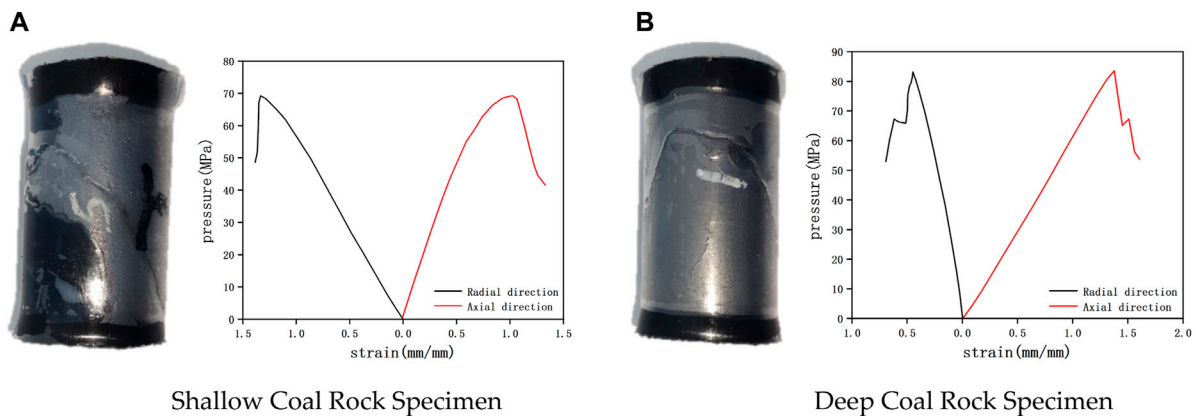 A
80
70
60
50
40
30
20
10
0
pressure(MPa)
1.5 1.0 0.5 0.0 0.5 1.0 1.5
strain(mm/mm)
Radial direction
Axial direction
Shallow Coal Rock Specimen
B
90
80
70
60
50
40
30
20
10
0
pressure(MPa)
1.0 0.5 0.0 0.5 1.0 1.5 2.0
strain(mm/mm)
Radial direction
Axial direction
Deep Coal Rock Specimen